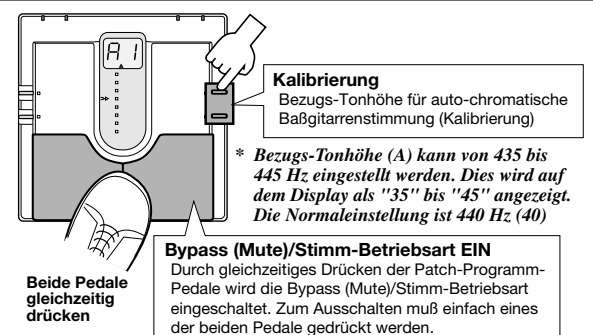 A1
Kalibrierung
Bezugs-Tonhöhe für auto-chromatische
Baßgitarrenstimmung (Kalibrierung)
* Bezugs-Tonhöhe (A) kann von 435 bis
445 Hz eingestellt werden. Dies wird auf
dem Display als "35" bis "45" angezeigt.
Die Normaleinstellung ist 440 Hz (40)
Bypass (Mute)/Stimm-Betriebsart EIN
Durch gleichzeitiges Drücken der Patch-Programm-
Pedale wird die Bypass (Mute)/Stimm-Betriebsart
eingeschaltet. Zum Ausschalten muß einfach eines
der beiden Pedale gedrückt werden.
Beide Pedale
gleichzeitig
drücken